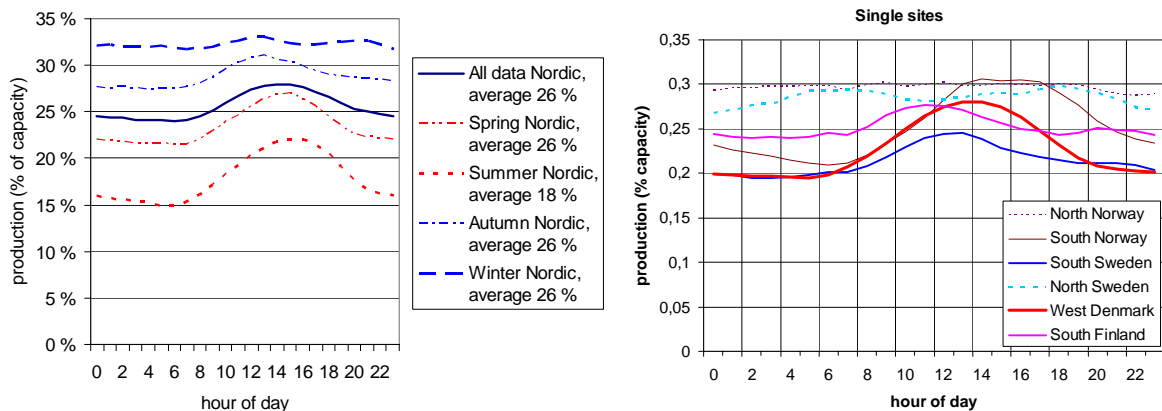 35 %
30 %
25 %
20 %
15 %
10 %
5 %
0 %
production (% of capacity)
0 2 4 6 8 10 12 14 16 18 20 22
hour of day
All data Nordic,
average 26 %
Spring Nordic,
average 26 %
Summer Nordic,
average 18 %
Autumn Nordic,
average 26 %
Winter Nordic,
average 26 %
Single sites
0,35
0,3
0,25
0,2
0,15
0,1
0,05
0
production (% capacity)
0 2 4 6 8 10 12 14 16 18 20 22
hour of day
North Norway
South Norway
South Sweden
North Sweden
West Denmark
South Finland